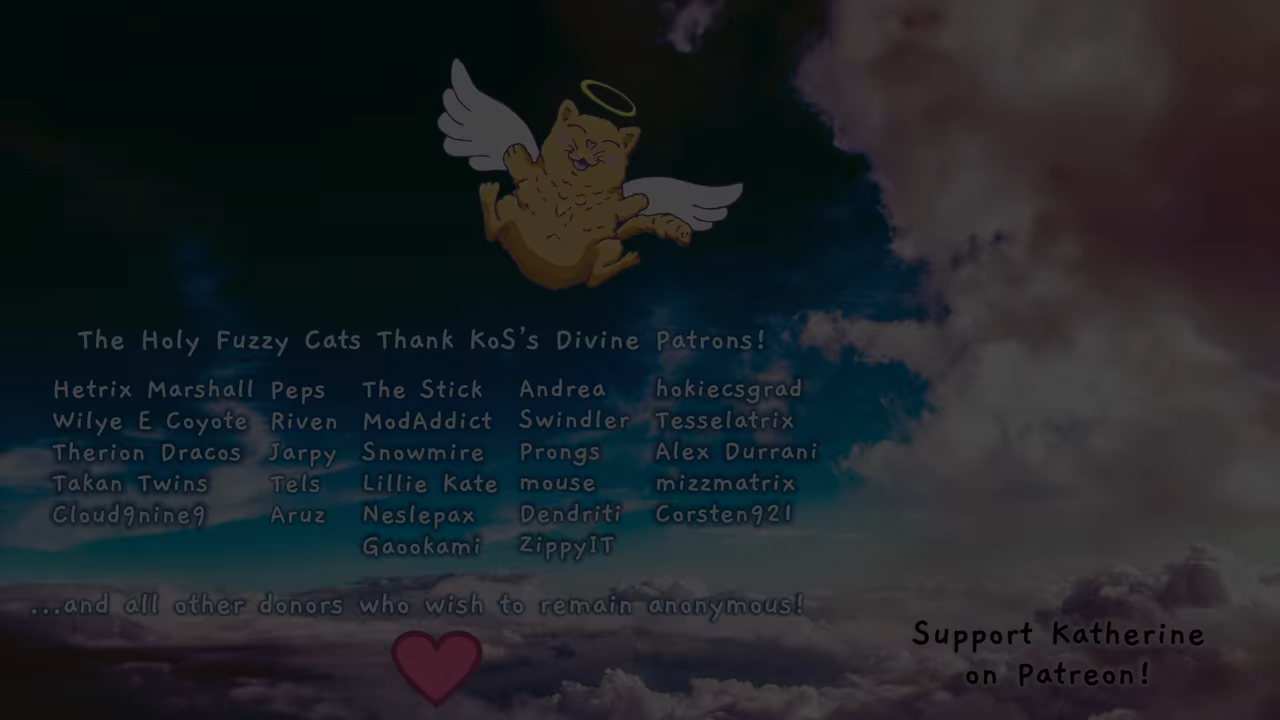 The Holy Fuzzy Cats Thank KoS's Divine Patrons!
Hetrix Marshall Peps The Stick Andrea hokiecsgrad
Wilye E Coyote Riven ModAddict Swindler Tesselatrix
Therion Dracos Jarpy Snowmire Prongs Alex Durrani
Takan Twins Tels Lillie Kate mouse mizzmatrix
Cloud9nine9 Aruz Neslepax Dendriti Corsten921
Gaookami ZippyIT
...and all other donors who wish to remain anonymous!
Support Katherine
on Patreon!